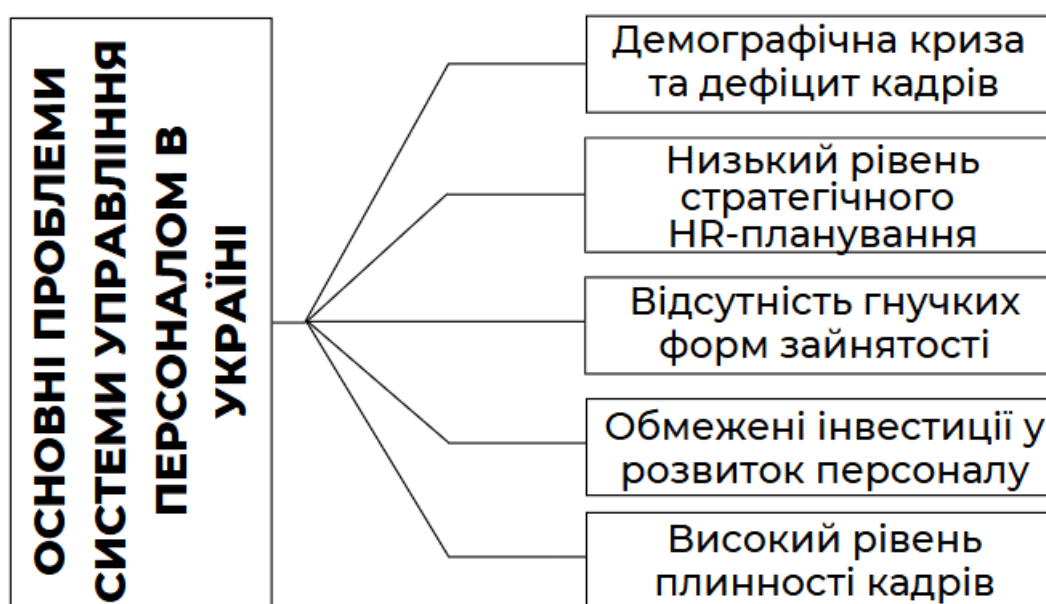 ОСНОВНІ ПРОБЛЕМИ
СИСТЕМИ УПРАВЛІННЯ
ПЕРСОНАЛОМ В
УКРАЇНІ
Демографічна криза
та дефіцит кадрів
Низький рівень
стратегічного
HR-планування
Відсутність гнучких
форм зайнятості
Обмежені інвестиції у
розвиток персоналу
Високий рівень
плинності кадрів